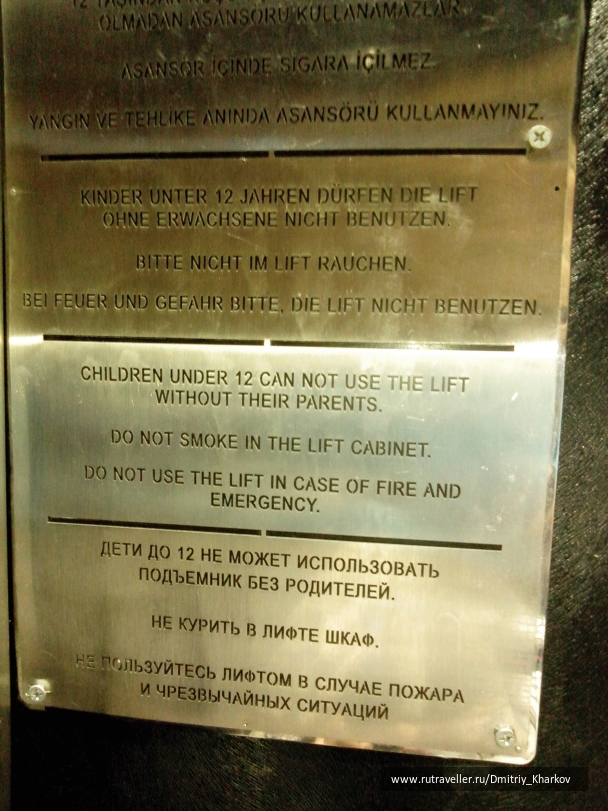 12 YAŞINDAN
OLMADAN ASANSÖRÜ KULLANAMAZLAR.
ASANSÖR İÇİNDE SİGARA İÇİLMEZ.
YANGIN VE TEHLİKE ANINDA ASANSÖRÜ KULLANMAYINIZ.
KINDER UNTER 12 JAHREN DÜRFEN DIE LIFT
OHNE ERWACHSENE NICHT BENUTZEN.
BITTE NICHT IM LIFT RAUCHEN.
BEI FEUER UND GEFAHR BITTE, DIE LIFT NICHT BENUTZEN.
CHILDREN UNDER 12 CAN NOT USE THE LIFT
WITHOUT THEIR PARENTS.
DO NOT SMOKE IN THE LIFT CABINET.
DO NOT USE THE LIFT IN CASE OF FIRE AND
EMERGENCY.
ДЕТИ ДО 12 НЕ МОЖЕТ ИСПОЛЬЗОВАТЬ
ПОДЪЕМНИК БЕЗ РОДИТЕЛЕЙ.
НЕ КУРИТЬ В ЛИФТЕ ШКАФ.
НЕ ПОЛЬЗУЙТЕСЬ ЛИФТОМ В СЛУЧАЕ ПОЖАРА
И ЧРЕЗВЫЧАЙНЫХ СИТУАЦИЙ
www.rutraveller.ru/Dmitriy_Kharkov